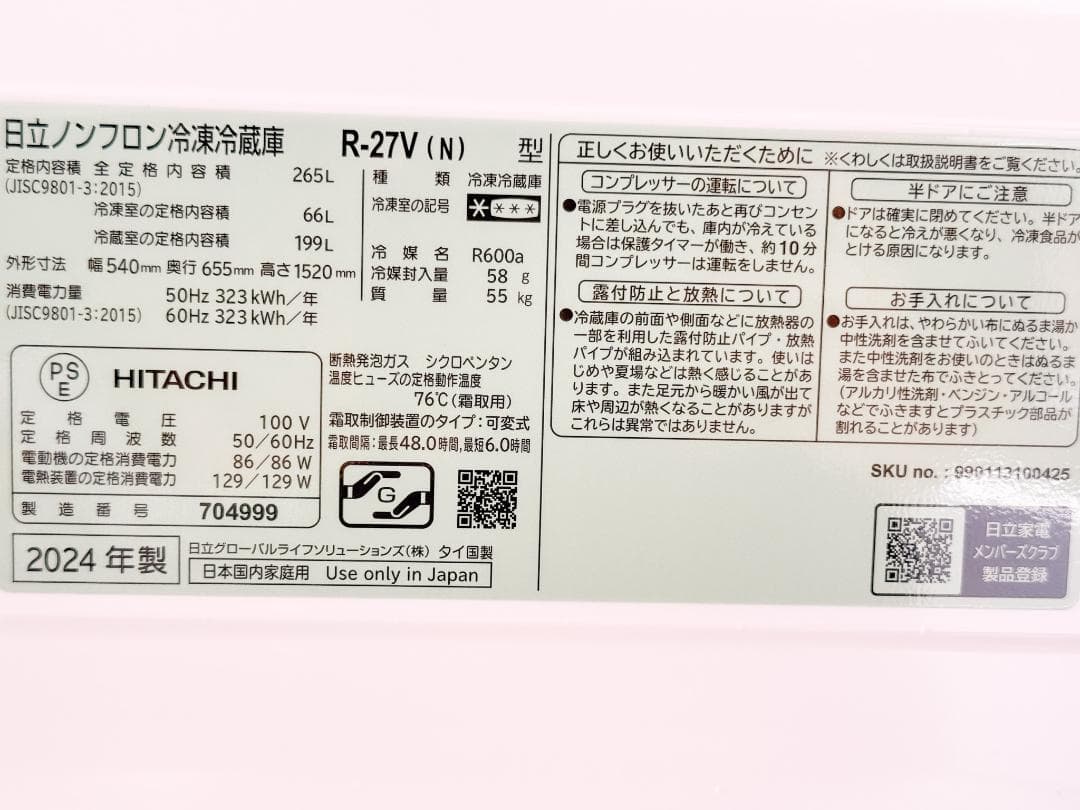 日立ノンフロン冷凍冷蔵庫 R-27V(N) 型
定格内容積 全定格内容積 265L
(JISC9801-3:2015)
冷凍室の定格内容積 66L
冷蔵室の定格内容積 199L
外形寸法 幅540mm 奥行655mm 高さ1520mm
消費電力量 50Hz 323kWh/年
(JISC9801-3:2015) 60Hz 323kWh/年
種類 冷凍冷蔵庫
冷凍室の記号
冷媒名 R600a
冷媒封入量 58 g
質量 55 kg
PS
E
HITACHI
定格電圧 100 V
定格周波数 50/60Hz
電動機の定格消費電力 86/86 W
電熱装置の定格消費電力 129/129 W
製造番号 704999
断熱発泡ガス シクロペンタン
温度ヒューズの定格動作温度
76℃(霜取用)
霜取制御装置のタイプ:可変式
霜取間隔:最長48.0時間,最短6.0時間
G
2024年製
日立グローバルライフソリューションズ(株) タイ国製
日本国内家庭用 Use only in Japan
正しくお使いいただくために ※くわしくは取扱説明書をご覧ください。
コンプレッサーの運転について
●電源プラグを抜いたあと再びコンセン
トに差し込んでも、庫内が冷えている
場合は保護タイマーが働き、約10分
間コンプレッサーは運転をしません。
露付防止と放熱について
●冷蔵庫の前面や側面などに放熱器の
一部を利用した露付防止パイプ・放熱
パイプが組み込まれています。使いは
じめや夏場などは熱く感じることがあ
ります。また足元から暖かい風が出て
床や周辺が熱くなることがありますが
これらは異常ではありません。
半ドアにご注意
●ドアは確実に閉めてください。半ドア
になると冷えが悪くなり、冷凍食品が
とける原因になります。
お手入れについて
●お手入れは、やわらかい布にぬるま湯か
中性洗剤を含ませてふいてください。
また中性洗剤をお使いのときはぬるま
湯を含ませた布でふきとってください。
(アルカリ性洗剤・ベンジン・アルコール
などでふきますとプラスチック部品が
割れることがあります)
SKU no. : 990113100425
日立家電
メンバーズクラブ
製品登録